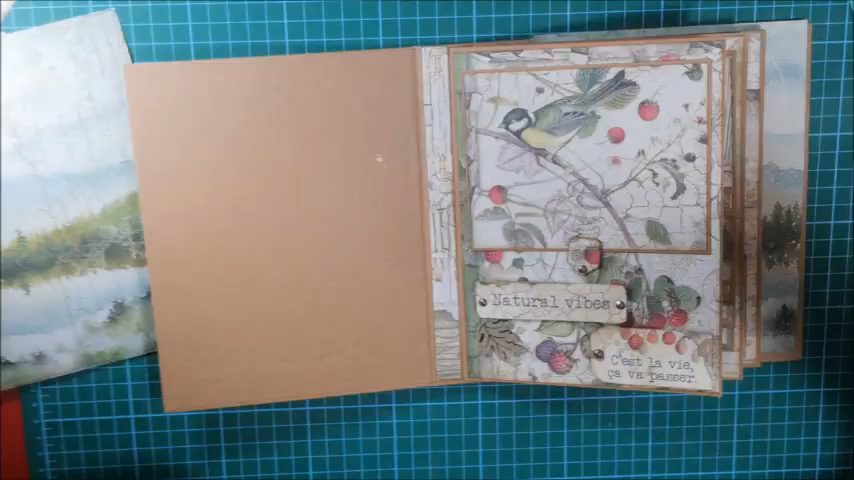 Natural vibes
C'est la vie,
ça va passer.